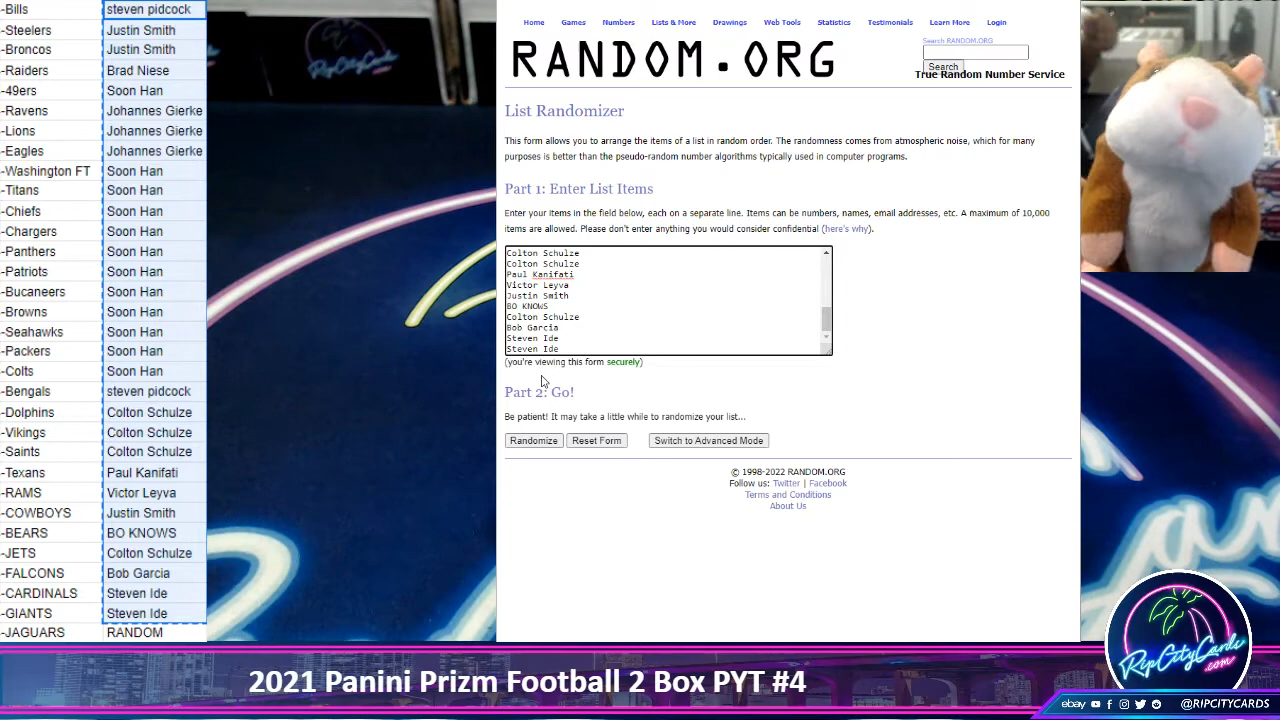 -Bills steven pidcock
-Steelers Justin Smith
-Broncos Justin Smith
-Raiders Brad Niese
-49ers Soon Han
-Ravens Johannes Gierke
-Lions Johannes Gierke
-Eagles Johannes Gierke
-Washington FT Soon Han
-Titans Soon Han
-Chiefs Soon Han
-Chargers Soon Han
-Panthers Soon Han
-Patriots Soon Han
-Bucaneers Soon Han
-Browns Soon Han
-Seahawks Soon Han
-Packers Soon Han
-Colts Soon Han
-Bengals steven pidcock
-Dolphins Colton Schulze
-Vikings Colton Schulze
-Saints Colton Schulze
-Texans Paul Kanifati
-RAMS Victor Leyva
-COWBOYS Justin Smith
-BEARS BO KNOWS
-JETS Colton Schulze
-FALCONS Bob Garcia
-CARDINALS Steven Ide
-GIANTS Steven Ide
-JAGUARS RANDOM
Home Games Numbers Lists & More Drawings Web Tools Statistics Testimonials Learn More Login
RANDOM.ORG
Search RANDOM.ORG
Search
True Random Number Service
List Randomizer
This form allows you to arrange the items of a list in random order. The randomness comes from atmospheric noise, which for many
purposes is better than the pseudo-random number algorithms typically used in computer programs.
Part 1: Enter List Items
Enter your items in the field below, each on a separate line. Items can be numbers, names, email addresses, etc. A maximum of 10,000
items are allowed. Please don't enter anything you would consider confidential (here's why).
Colton Schulze
Colton Schulze
Paul Kanifati
Victor Leyva
Justin Smith
BO KNOWS
Colton Schulze
Bob Garcia
Steven Ide
Steven Ide
(you're viewing this form securely)
Part 2: Go!
Be patient! It may take a little while to randomize your list...
Randomize Reset Form Switch to Advanced Mode
© 1998-2022 RANDOM.ORG
Follow us: Twitter | Facebook
Terms and Conditions
About Us
2021 Panini Prizm Football 2 Box PYT #4
RipCityCards
.com
ebay @RIPCITYCARDS